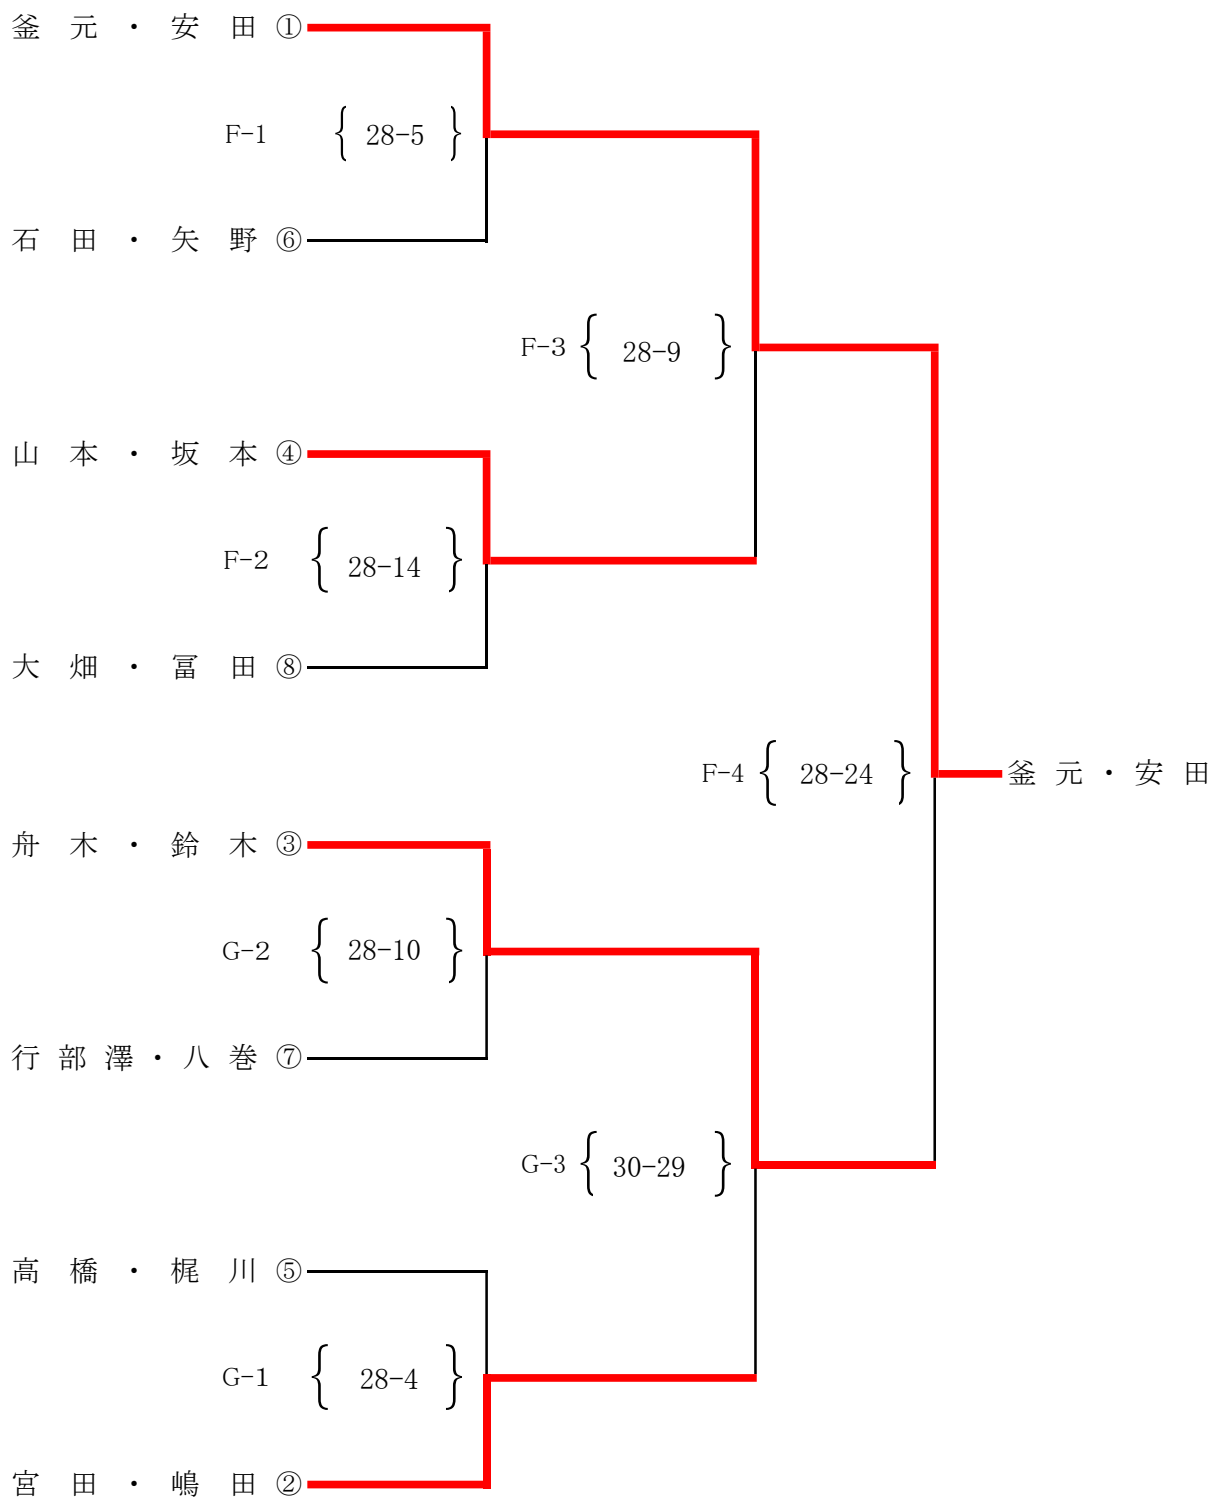 釜元・安田①
F-1 { 28-5 }
石田・矢野⑥
F-3 { 28-9 }
山本・坂本④
F-2 { 28-14 }
大畑・冨田⑧
F-4 { 28-24 } 釜元・安田
舟木・鈴木③
G-2 { 28-10 }
行部澤・八巻⑦
G-3 { 30-29 }
高橋・梶川⑤
G-1 { 28-4 }
宮田・嶋田②